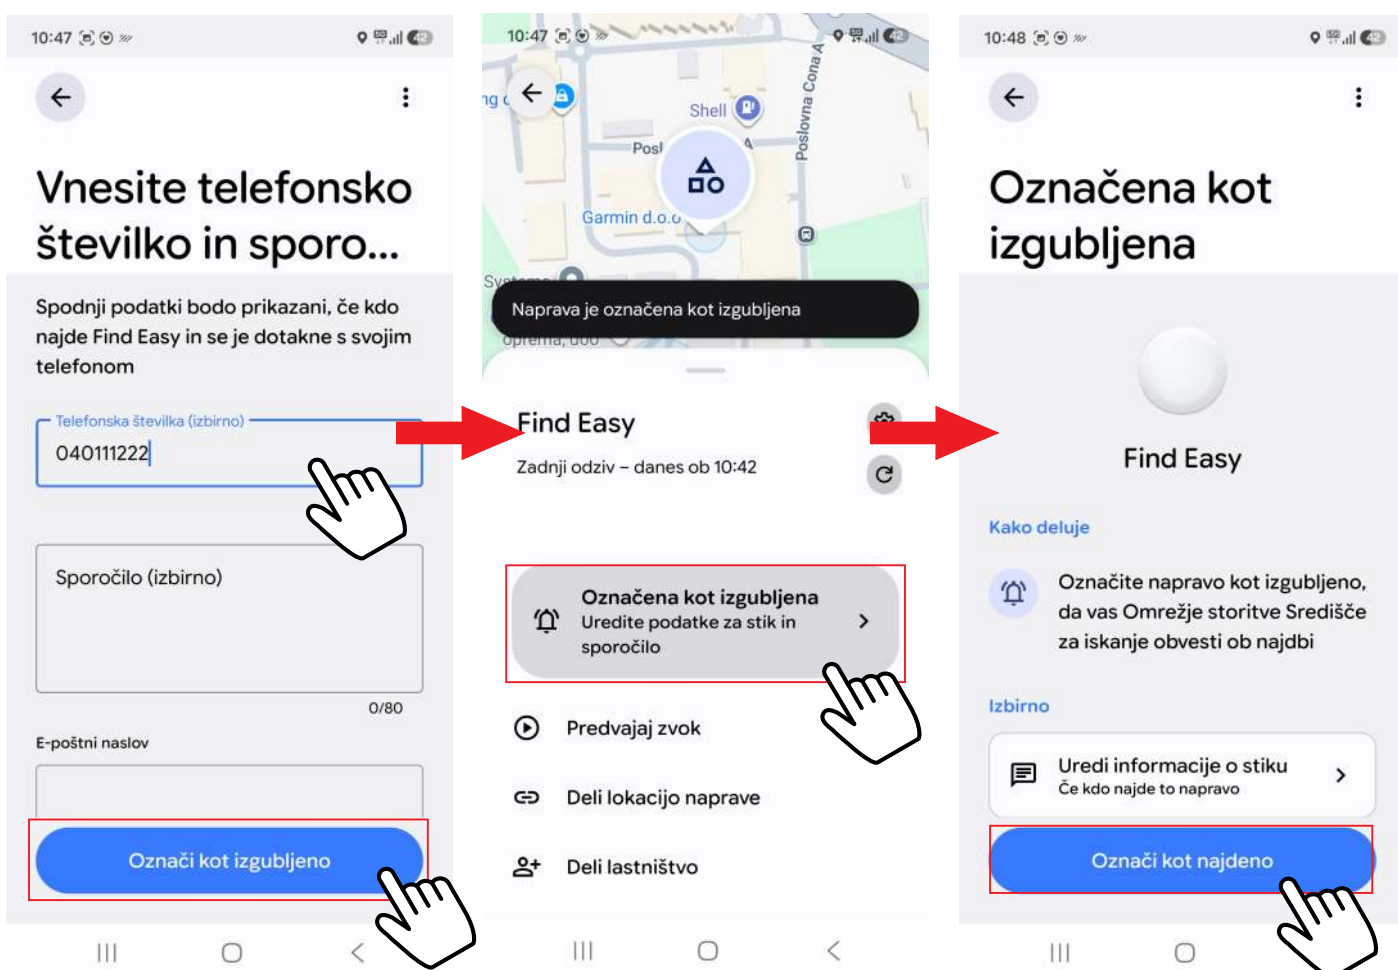 10:47
42
Vnesite telefonsko
številko in sporo...
Spodnji podatki bodo prikazani, če kdo
najde Find Easy in se je dotakne s svojim
telefonom
Telefonska številka (izbirno)
040111222
Sporočilo (izbirno)
0/80
E-poštni naslov
Označi kot izgubljeno
10:47
42
Shell
Poslovna Cona A
Posl
A
Garmin d.o.o
Naprava je označena kot izgubljena
oprema, doo
Find Easy
Zadnji odziv – danes ob 10:42
Označena kot izgubljena
Uredite podatke za stik in
sporočilo
Predvajaj zvok
Deli lokacijo naprave
Deli lastništvo
10:48
42
Označena kot
izgubljena
Find Easy
Kako deluje
Označite napravo kot izgubljeno,
da vas Omrežje storitve Središče
za iskanje obvesti ob najdbi
Izbirno
Uredi informacije o stiku
Če kdo najde to napravo
Označi kot najdeno